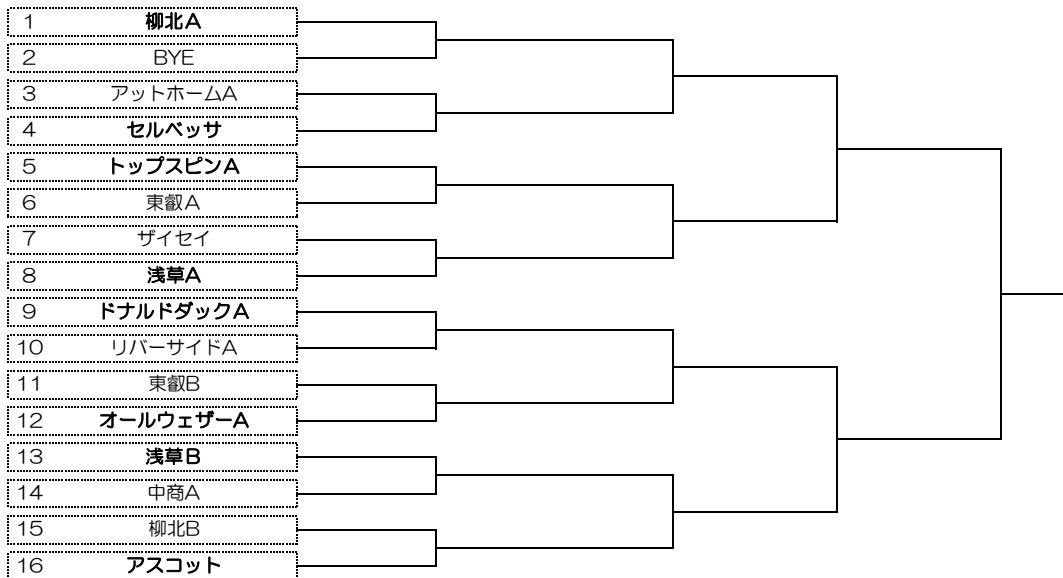 1 柳北A
2 BYE
3 アットホームA
4 セルベッサ
5 トップスピンA
6 東叡A
7 ザイセイ
8 浅草A
9 ドナルドダックA
10 リバーサイドA
11 東叡B
12 オールウェザーA
13 浅草B
14 中商A
15 柳北B
16 アスコット